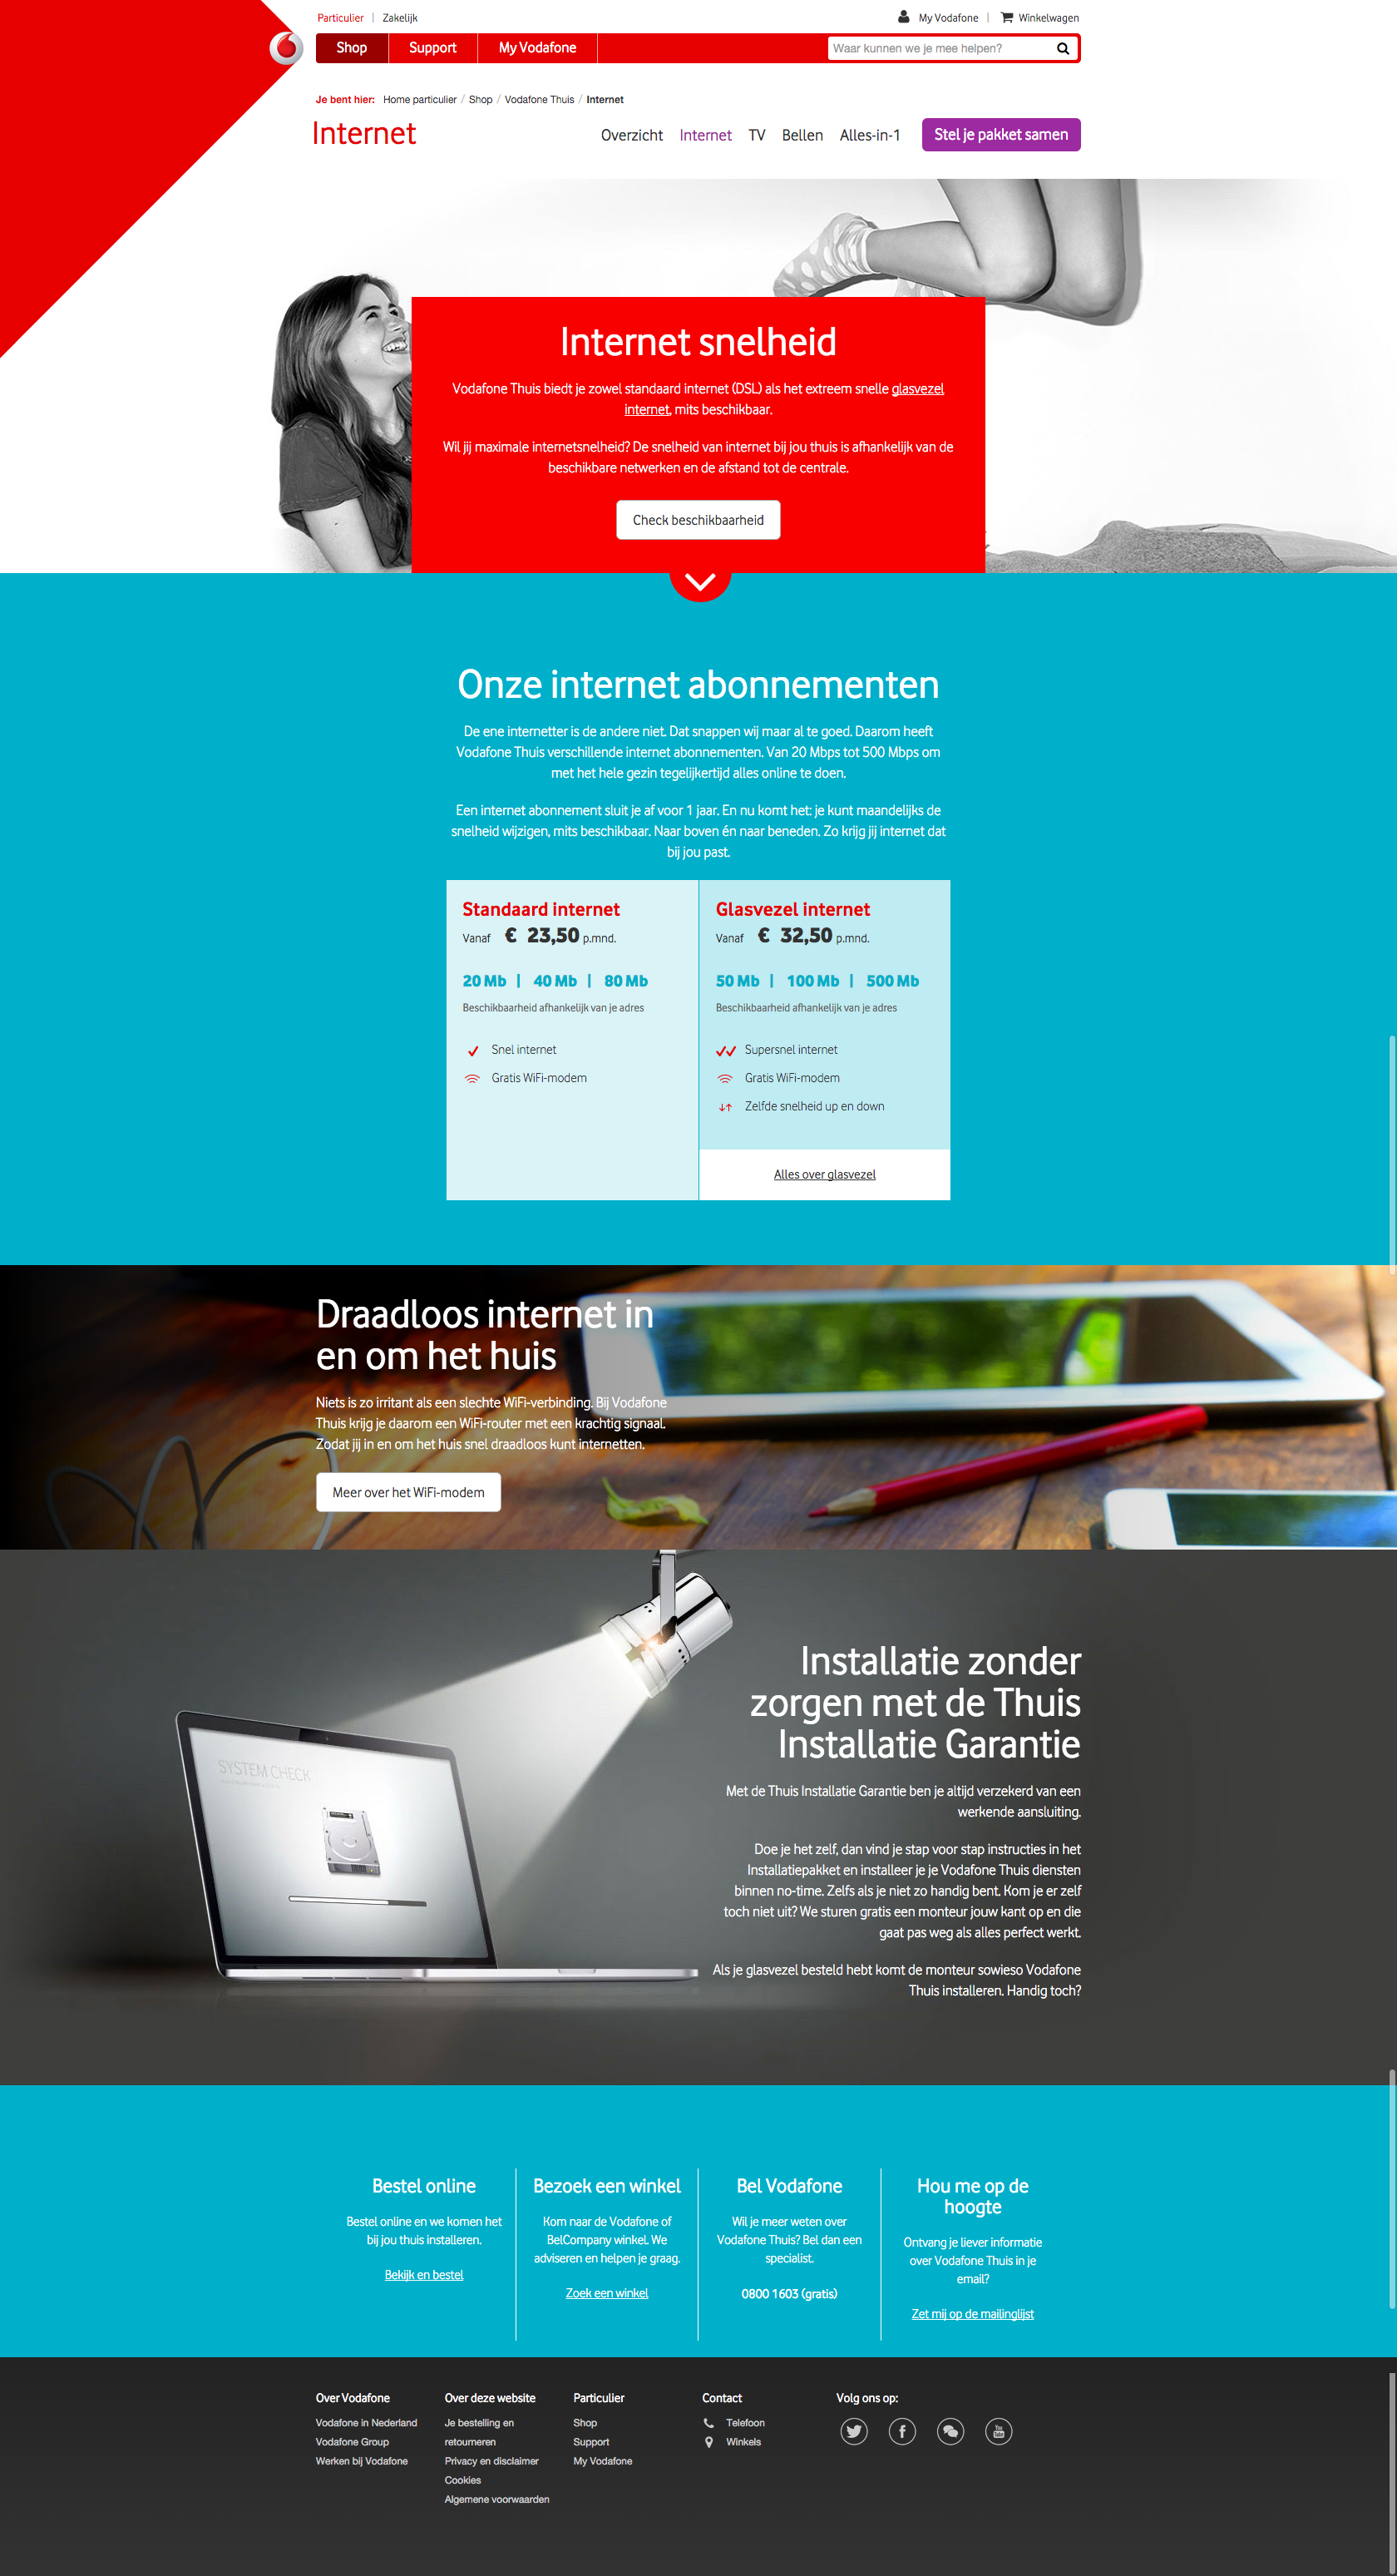 Particulier | Zakelijk
My Vodafone | Winkelwagen
Shop Support My Vodafone
Waar kunnen we je mee helpen?
Je bent hier: Home particulier / Shop / Vodafone Thuis / Internet
Internet
Overzicht Internet TV Bellen Alles-in-1 Stel je pakket samen
Internet snelheid
Vodafone Thuis biedt je zowel standaard internet (DSL) als het extreem snelle glasvezel
internet, mits beschikbaar.
Wil jij maximale internetsnelheid? De snelheid van internet bij jou thuis is afhankelijk van de
beschikbare netwerken en de afstand tot de centrale.
Check beschikbaarheid
Onze internet abonnementen
De ene internetter is de andere niet. Dat snappen wij maar al te goed. Daarom heeft
Vodafone Thuis verschillende internet abonnementen. Van 20 Mbps tot 500 Mbps om
met het hele gezin tegelijkertijd alles online te doen.
Een internet abonnement sluit je af voor 1 jaar. En nu komt het: je kunt maandelijks de
snelheid wijzigen, mits beschikbaar. Naar boven én naar beneden. Zo krijg jij internet dat
bij jou past.
Standaard internet
Vanaf € 23,50 p.mnd.
20 Mb | 40 Mb | 80 Mb
Beschikbaarheid afhankelijk van je adres
Snel internet
Gratis WiFi-modem
Glasvezel internet
Vanaf € 32,50 p.mnd.
50 Mb | 100 Mb | 500 Mb
Beschikbaarheid afhankelijk van je adres
Supersnel internet
Gratis WiFi-modem
Zelfde snelheid up en down
Alles over glasvezel
Draadloos internet in
en om het huis
Niets is zo irritant als een slechte WiFi-verbinding. Bij Vodafone
Thuis krijg je daarom een WiFi-router met een krachtig signaal.
Zodat jij in en om het huis snel draadloos kunt internetten.
Meer over het WiFi-modem
SYSTEM CHECK
Installatie zonder
zorgen met de Thuis
Installatie Garantie
Met de Thuis Installatie Garantie ben je altijd verzekerd van een
werkende aansluiting.
Doe je het zelf, dan vind je stap voor stap instructies in het
Installatiepakket en installeer je je Vodafone Thuis diensten
binnen no-time. Zelfs als je niet zo handig bent. Kom je er zelf
toch niet uit? We sturen gratis een monteur jouw kant op en die
gaat pas weg als alles perfect werkt.
Als je glasvezel besteld hebt komt de monteur sowieso Vodafone
Thuis installeren. Handig toch?
Bestel online
Bestel online en we komen het
bij jou thuis installeren.
Bekijk en bestel
Bezoek een winkel
Kom naar de Vodafone of
BelCompany winkel. We
adviseren en helpen je graag.
Zoek een winkel
Bel Vodafone
Wil je meer weten over
Vodafone Thuis? Bel dan een
specialist.
0800 1603 (gratis)
Hou me op de
hoogte
Ontvang je liever informatie
over Vodafone Thuis in je
email?
Zet mij op de mailinglijst
Over Vodafone
Vodafone in Nederland
Vodafone Group
Werken bij Vodafone
Over deze website
Je bestelling en
retourneren
Privacy en disclaimer
Cookies
Algemene voorwaarden
Particulier
Shop
Support
My Vodafone
Contact
Telefoon
Winkels
Volg ons op: